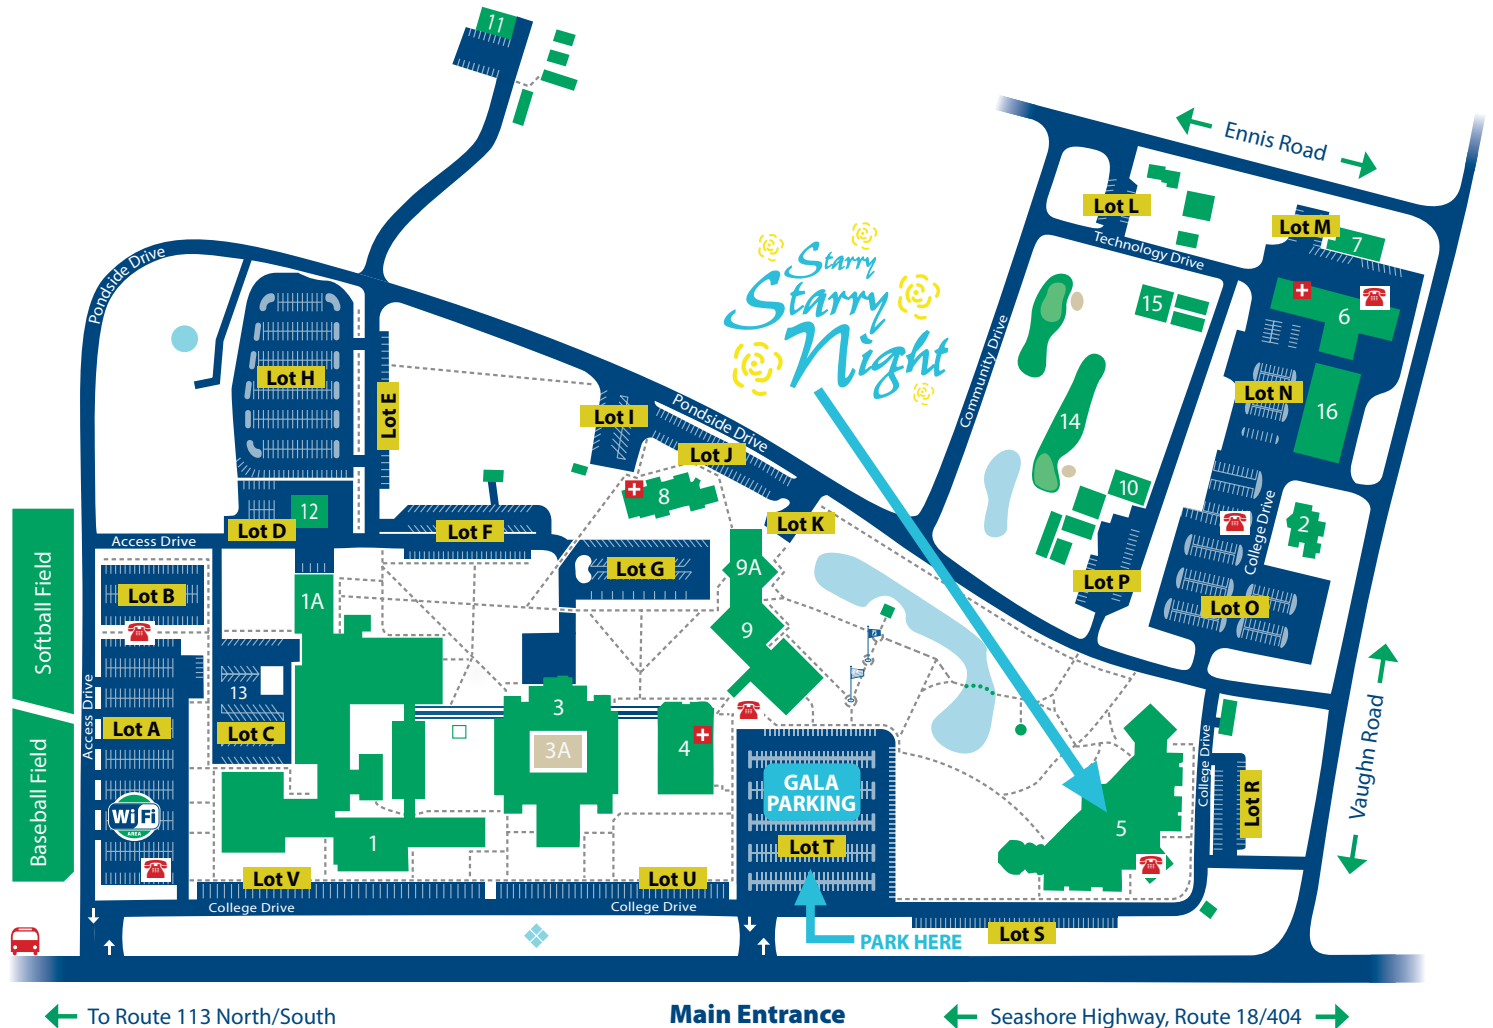 11
Ennis Road
Lot L
Lot M
7
Technology Drive
Pondside Drive
Starry
Starry
Night
15
6
Lot H
Community Drive
Lot E
Lot I
Pondside Drive
Lot N
16
14
Lot J
8
10
12
Lot D
Lot F
Lot K
College Drive
2
Access Drive
Softball Field
Lot B
1A
Lot G
9A
Lot P
Lot O
9
13
Access Drive
Lot A
Lot C
3
3A
4
GALA
PARKING
College Drive
Lot R
Vaughn Road
Baseball Field
WiFi
AREA
1
Lot T
5
Lot V
Lot U
College Drive
College Drive
PARK HERE
Lot S
To Route 113 North/South
Main Entrance
Seashore Highway, Route 18/404